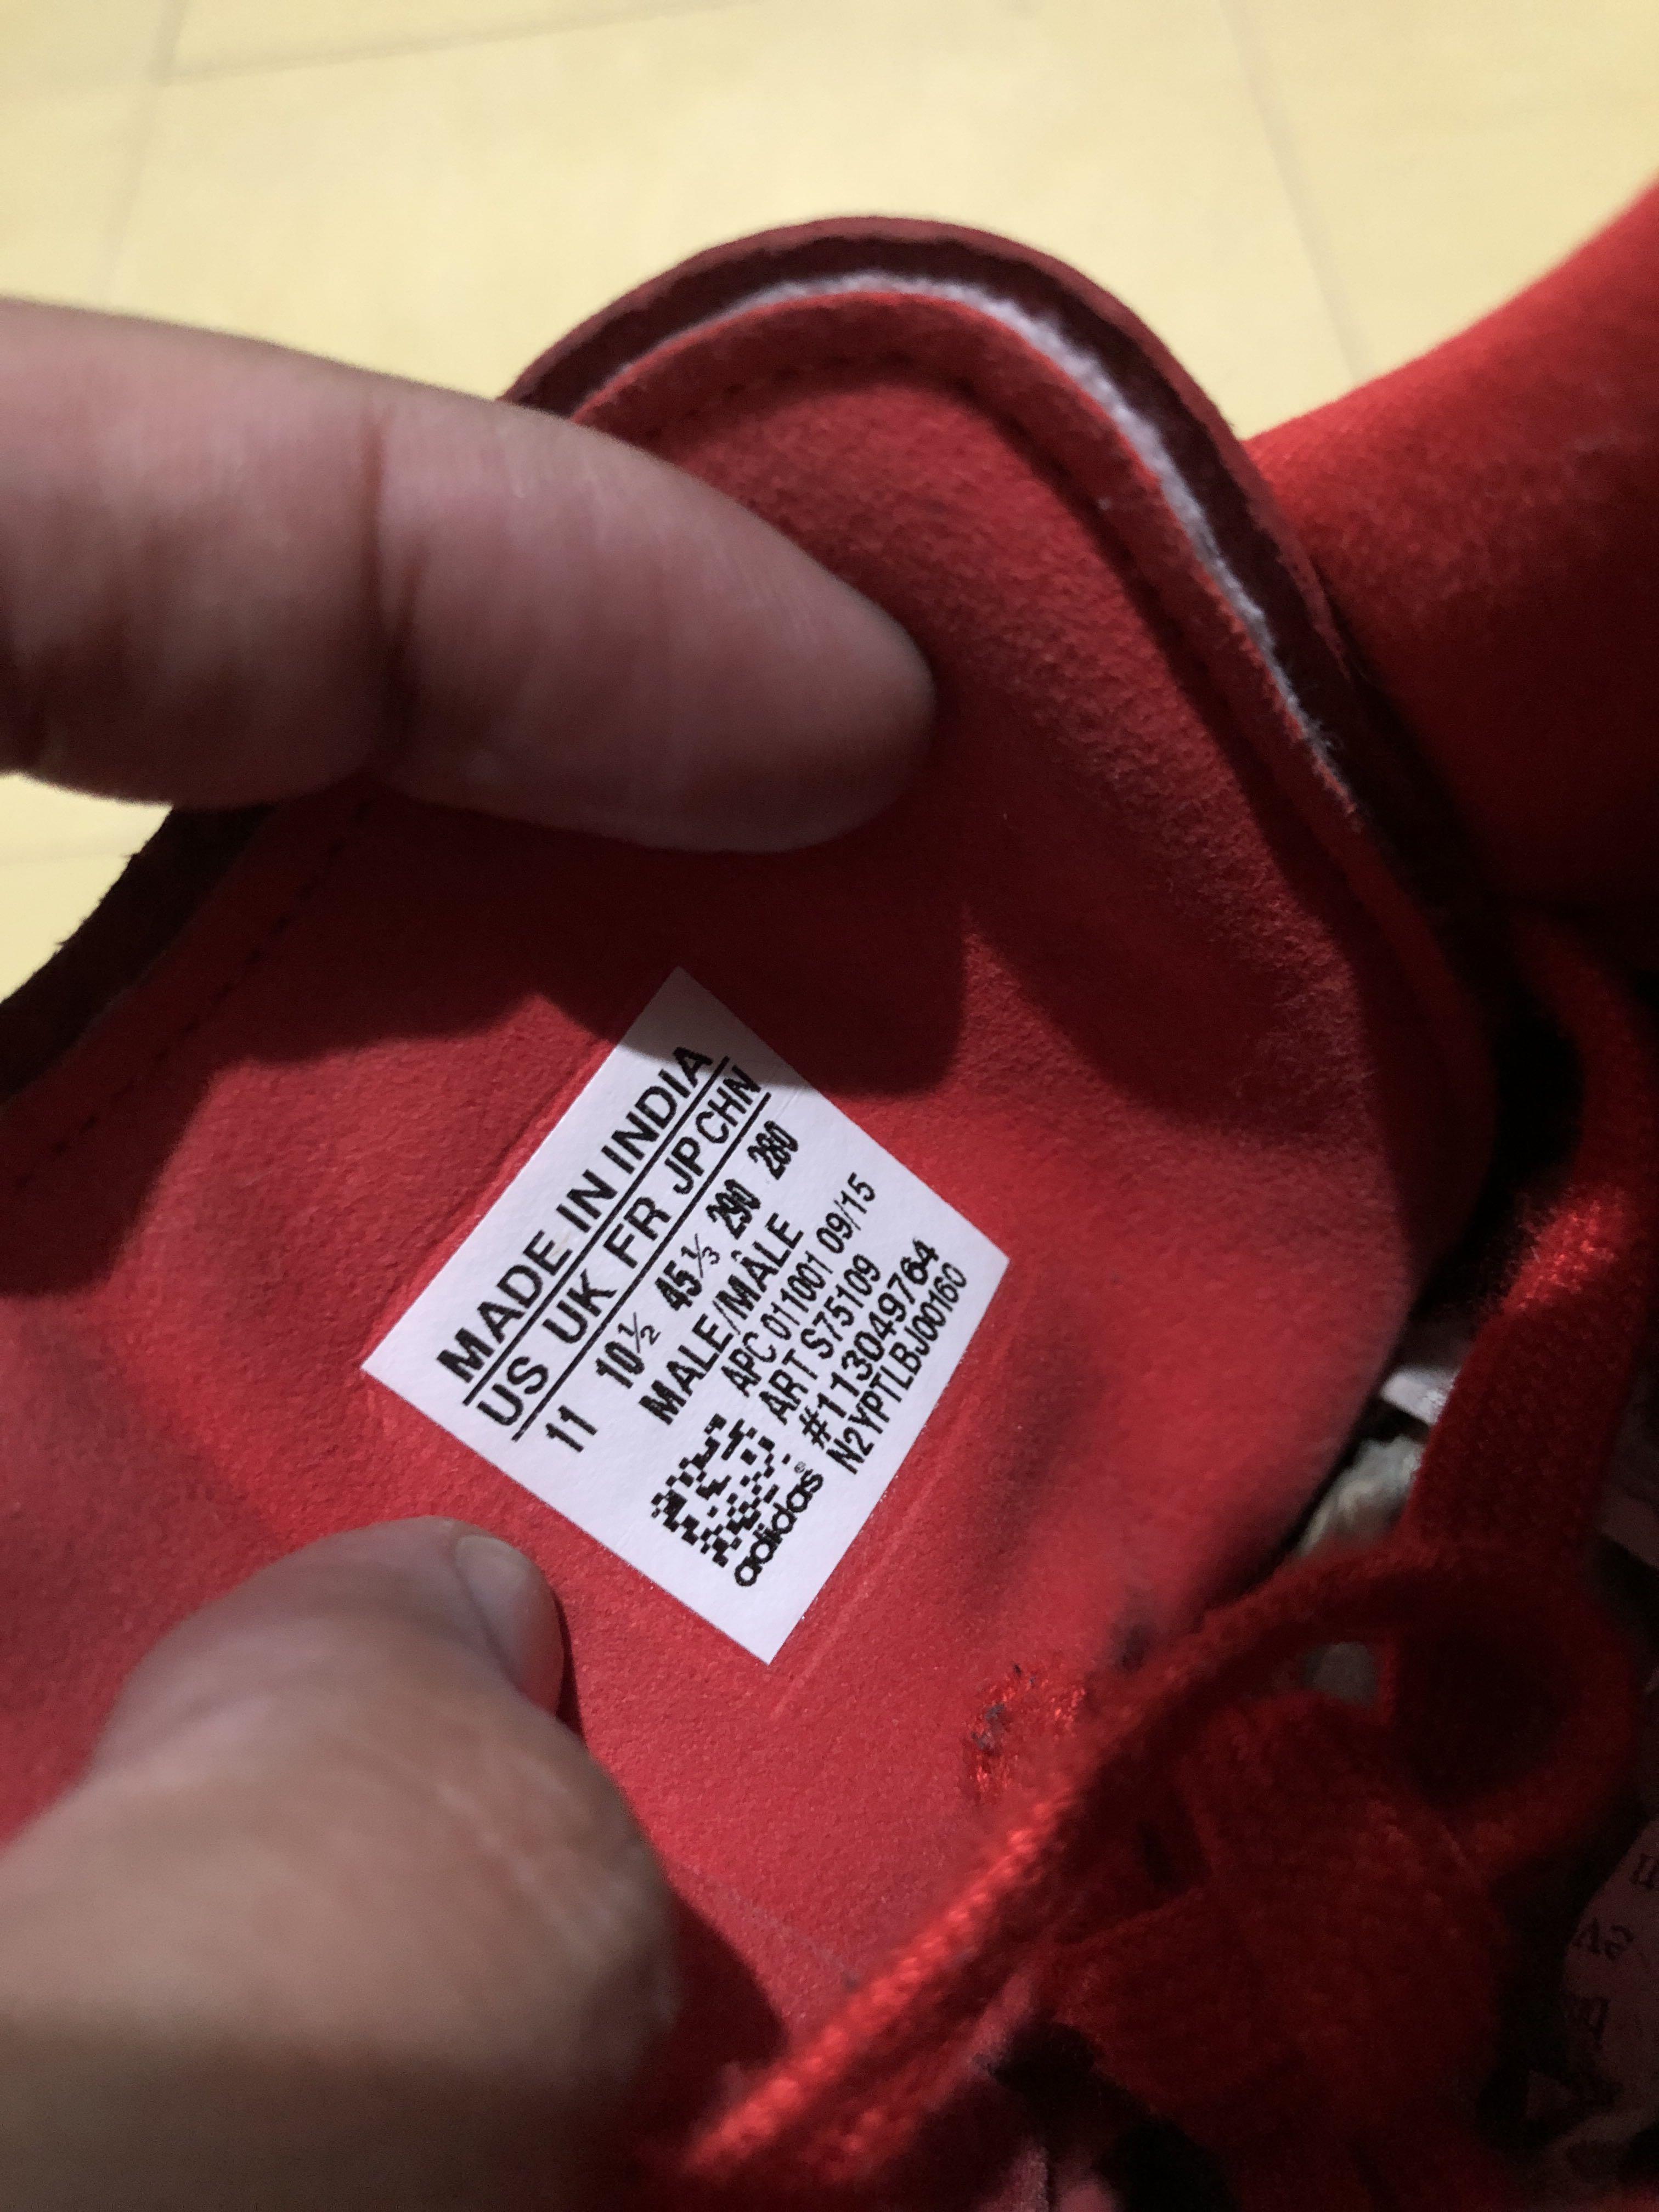 MADE IN INDIA
US UK FR JP CHN
11 10½ 45⅓ 290 280
MALE/MÂLE
APC 011001 09/15
ART S75109
#113049764
N2YPTLBJ00160
adidas®